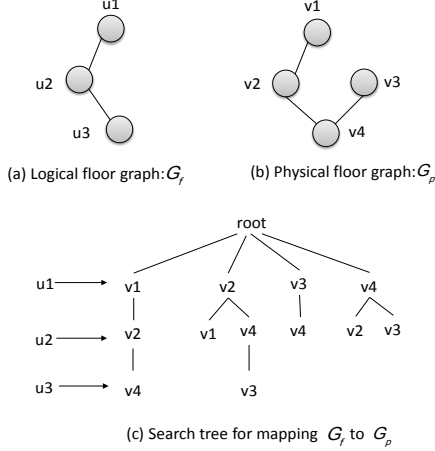 u1
v1
u2
v2
v3
u3
v4
(a) Logical floor graph:G_f
(b) Physical floor graph:G_p
root
u1 v1 v2 v3 v4
u2 v2 v1 v4 v4 v2 v3
u3 v4 v3
(c) Search tree for mapping G_f to G_p